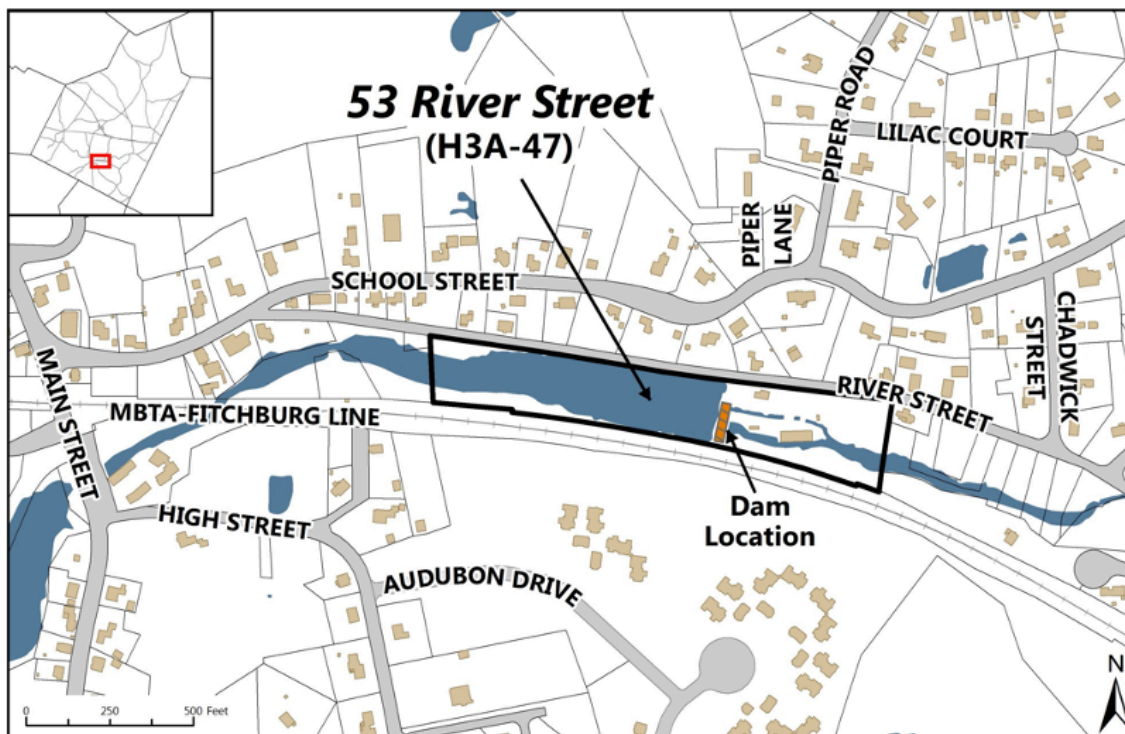 53 River Street
(H3A-47)
PIPER ROAD
LILAC COURT
PIPER
LANE
SCHOOL STREET
CHADWICK
STREET
MAIN STREET
MBTA-FITCHBURG LINE
RIVER STREET
Dam
Location
HIGH STREET
AUDUBON DRIVE
N
0 250 500 Feet